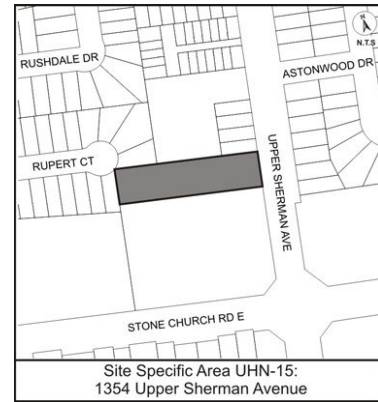 N
N.T.S
RUSHDALE DR
ASTONWOOD DR
RUPERT CT
UPPER SHERMAN AVE
STONE CHURCH RD E
Site Specific Area UHN-15:
1354 Upper Sherman Avenue